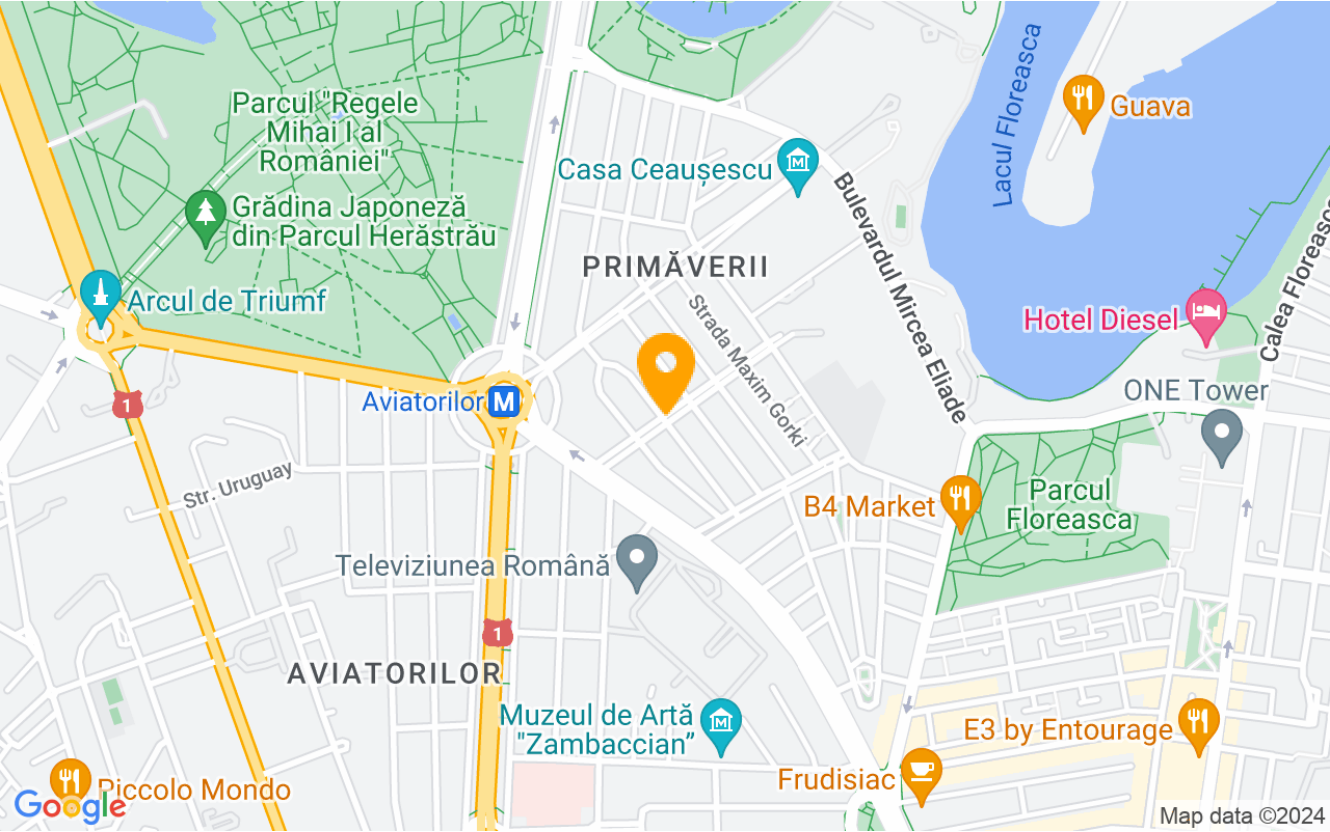 Parcul "Regele
Mihai I al
României"
Guava
Lacul Floreasca
Casa Ceaușescu
Grădina Japoneză
din Parcul Herăstrău
Bulevardul Mircea Eliade
PRIMĂVERII
Calea Floreasc
Arcul de Triumf
Strada Maxim Gorki
Hotel Diesel
1
Aviatorilor
M
ONE Tower
Str. Uruguay
B4 Market
Parcul
Floreasca
Televiziunea Română
1
AVIATORILOR
Muzeul de Artă
"Zambaccian”
E3 by Entourage
Frudisiac
Piccolo Mondo
Google
Map data ©2024